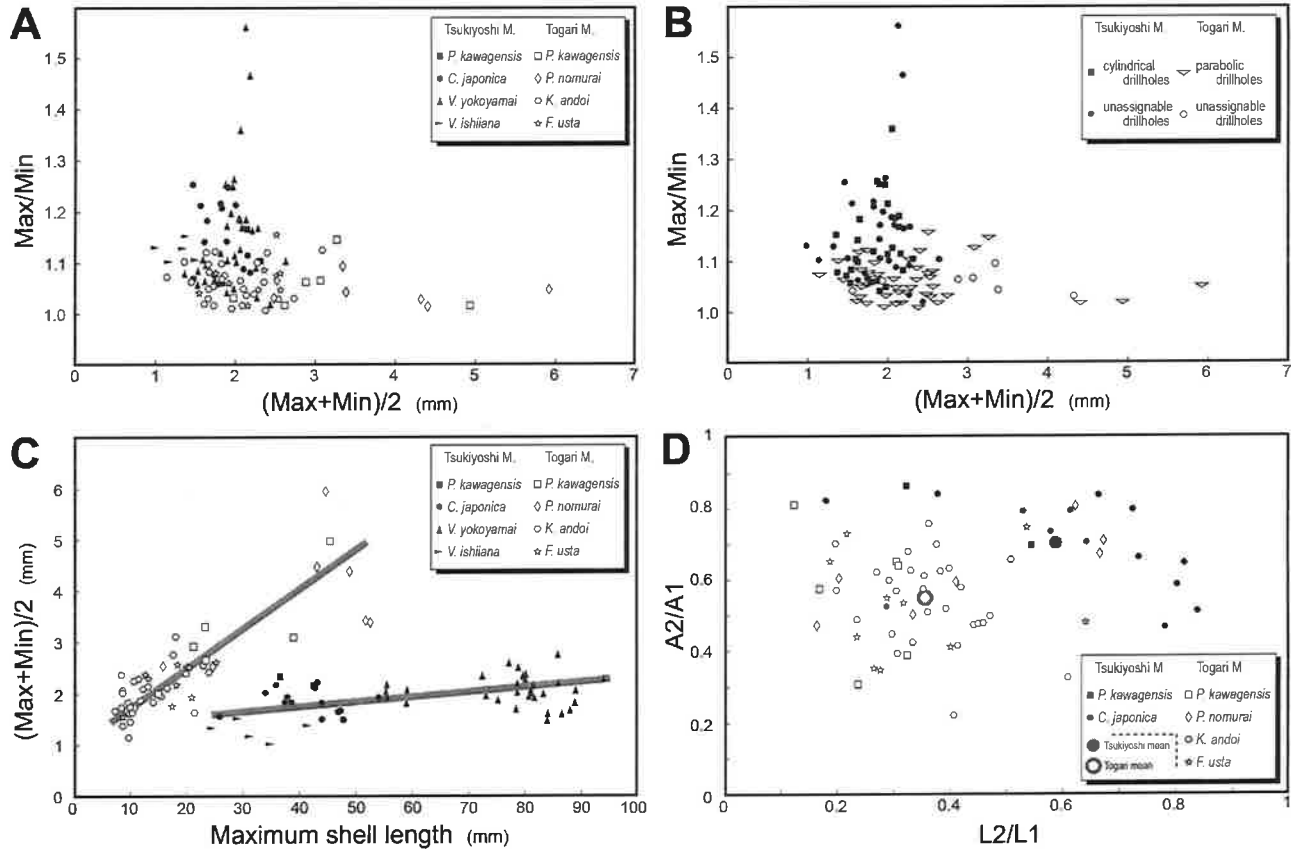 A
Max/Min
1.5
1.4
1.3
1.2
1.1
1.0
0
1
2
3
4
5
6
7
(Max+Min)/2 (mm)
Tsukiyoshi M. Togari M.
P. kawagensis P. kawagensis
C. japonica P. nomurai
V. yokoyamai K. andoi
V. ishiiana F. usta
B
Max/Min
1.5
1.4
1.3
1.2
1.1
1.0
0
1
2
3
4
5
6
7
(Max+Min)/2 (mm)
Tsukiyoshi M. Togari M.
cylindrical parabolic
drillholes drillholes
unassignable unassignable
drillholes drillholes
C
(Max+Min)/2 (mm)
6
5
4
3
2
1
0
0
10
20
30
40
50
60
70
80
90
100
Maximum shell length (mm)
Tsukiyoshi M. Togari M.
P. kawagensis P. kawagensis
C. japonica P. nomurai
V. yokoyamai K. andoi
V. ishiiana F. usta
D
A2/A1
1
0.8
0.6
0.4
0.2
0
0
0.2
0.4
0.6
0.8
1
L2/L1
Tsukiyoshi M Togari M.
P. kawagensis P. kawagensis
C. japonica P. nomurai
Tsukiyoshi mean K. andoi
Togari mean F. usta